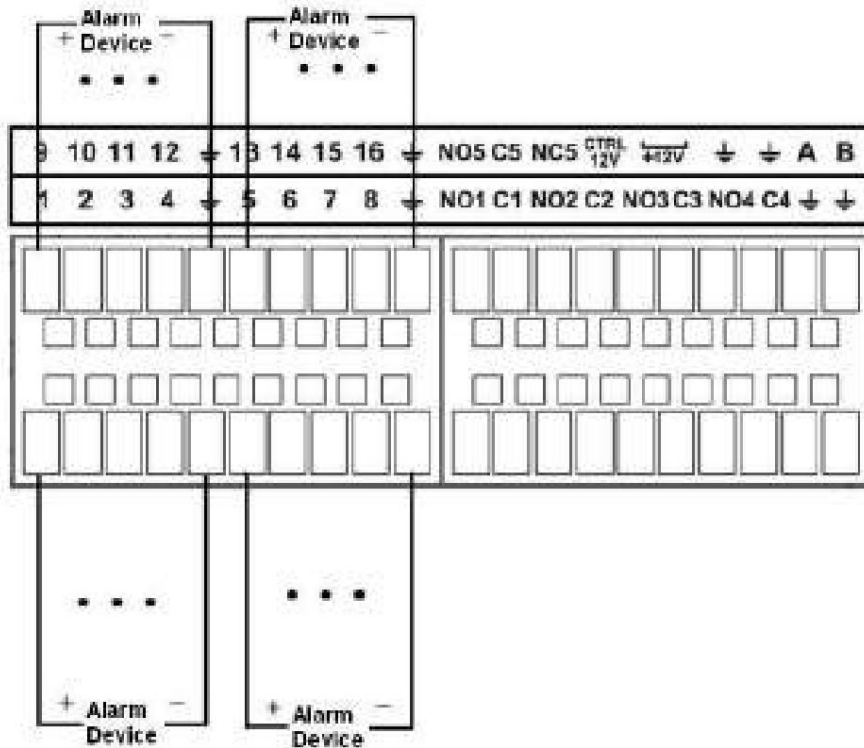 Alarm
+ Device −
Alarm
+ Device −
9 10 11 12 ⏚ 13 14 15 16 ⏚ NO5 C5 NC5 CTRL 12V +12V ⏚ ⏚ A B
1 2 3 4 ⏚ 5 6 7 8 ⏚ NO1 C1 NO2 C2 NO3 C3 NO4 C4 ⏚ ⏚
+ Alarm −
Device
+ Alarm −
Device